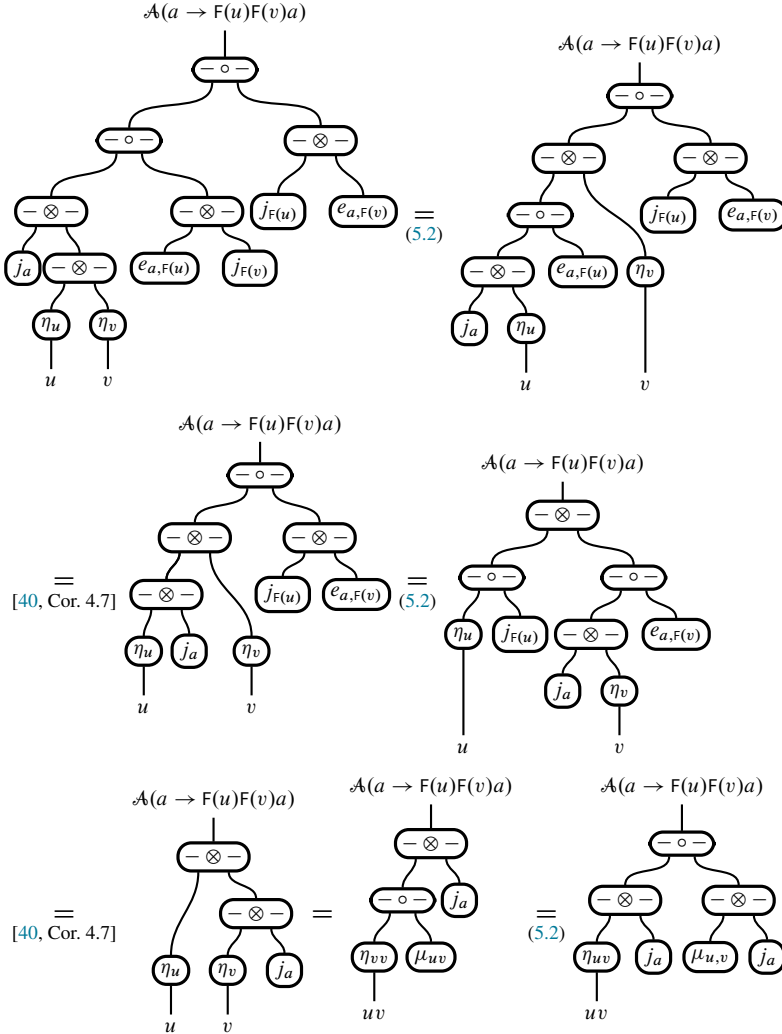 𝒜(a → F(u)F(v)a)
𝒜(a → F(u)F(v)a)
− ∘ −
− ∘ −
− ∘ −
− ⊗ −
− ⊗ −
− ⊗ −
− ⊗ −
− ⊗ −
j_{F(u)}
e_{a,F(v)}
=
(5.2)
− ∘ −
j_{F(u)}
e_{a,F(v)}
j_a
− ⊗ −
e_{a,F(u)}
j_{F(v)}
− ⊗ −
e_{a,F(u)}
η_v
η_u
η_v
j_a
η_u
u
v
u
v
𝒜(a → F(u)F(v)a)
𝒜(a → F(u)F(v)a)
− ∘ −
− ⊗ −
− ⊗ −
− ⊗ −
=
[40, Cor. 4.7]
− ⊗ −
j_{F(u)}
e_{a,F(v)}
=
(5.2)
− ∘ −
− ∘ −
η_u
j_a
η_v
η_u
j_{F(u)}
− ⊗ −
e_{a,F(v)}
j_a
η_v
u
v
u
v
𝒜(a → F(u)F(v)a)
𝒜(a → F(u)F(v)a)
𝒜(a → F(u)F(v)a)
− ⊗ −
− ⊗ −
− ∘ −
=
[40, Cor. 4.7]
− ⊗ −
=
− ∘ −
j_a
=
(5.2)
− ⊗ −
− ⊗ −
η_u
η_v
j_a
η_{vv}
μ_{uv}
η_{uv}
j_a
μ_{u,v}
j_a
u
v
uv
uv